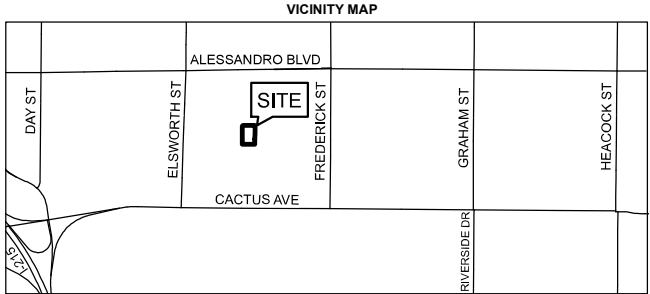 VICINITY MAP
ALESSANDRO BLVD
DAY ST
ELSWORTH ST
SITE
FREDERICK ST
GRAHAM ST
HEACOCK ST
CACTUS AVE
I-215
RIVERSIDE DR